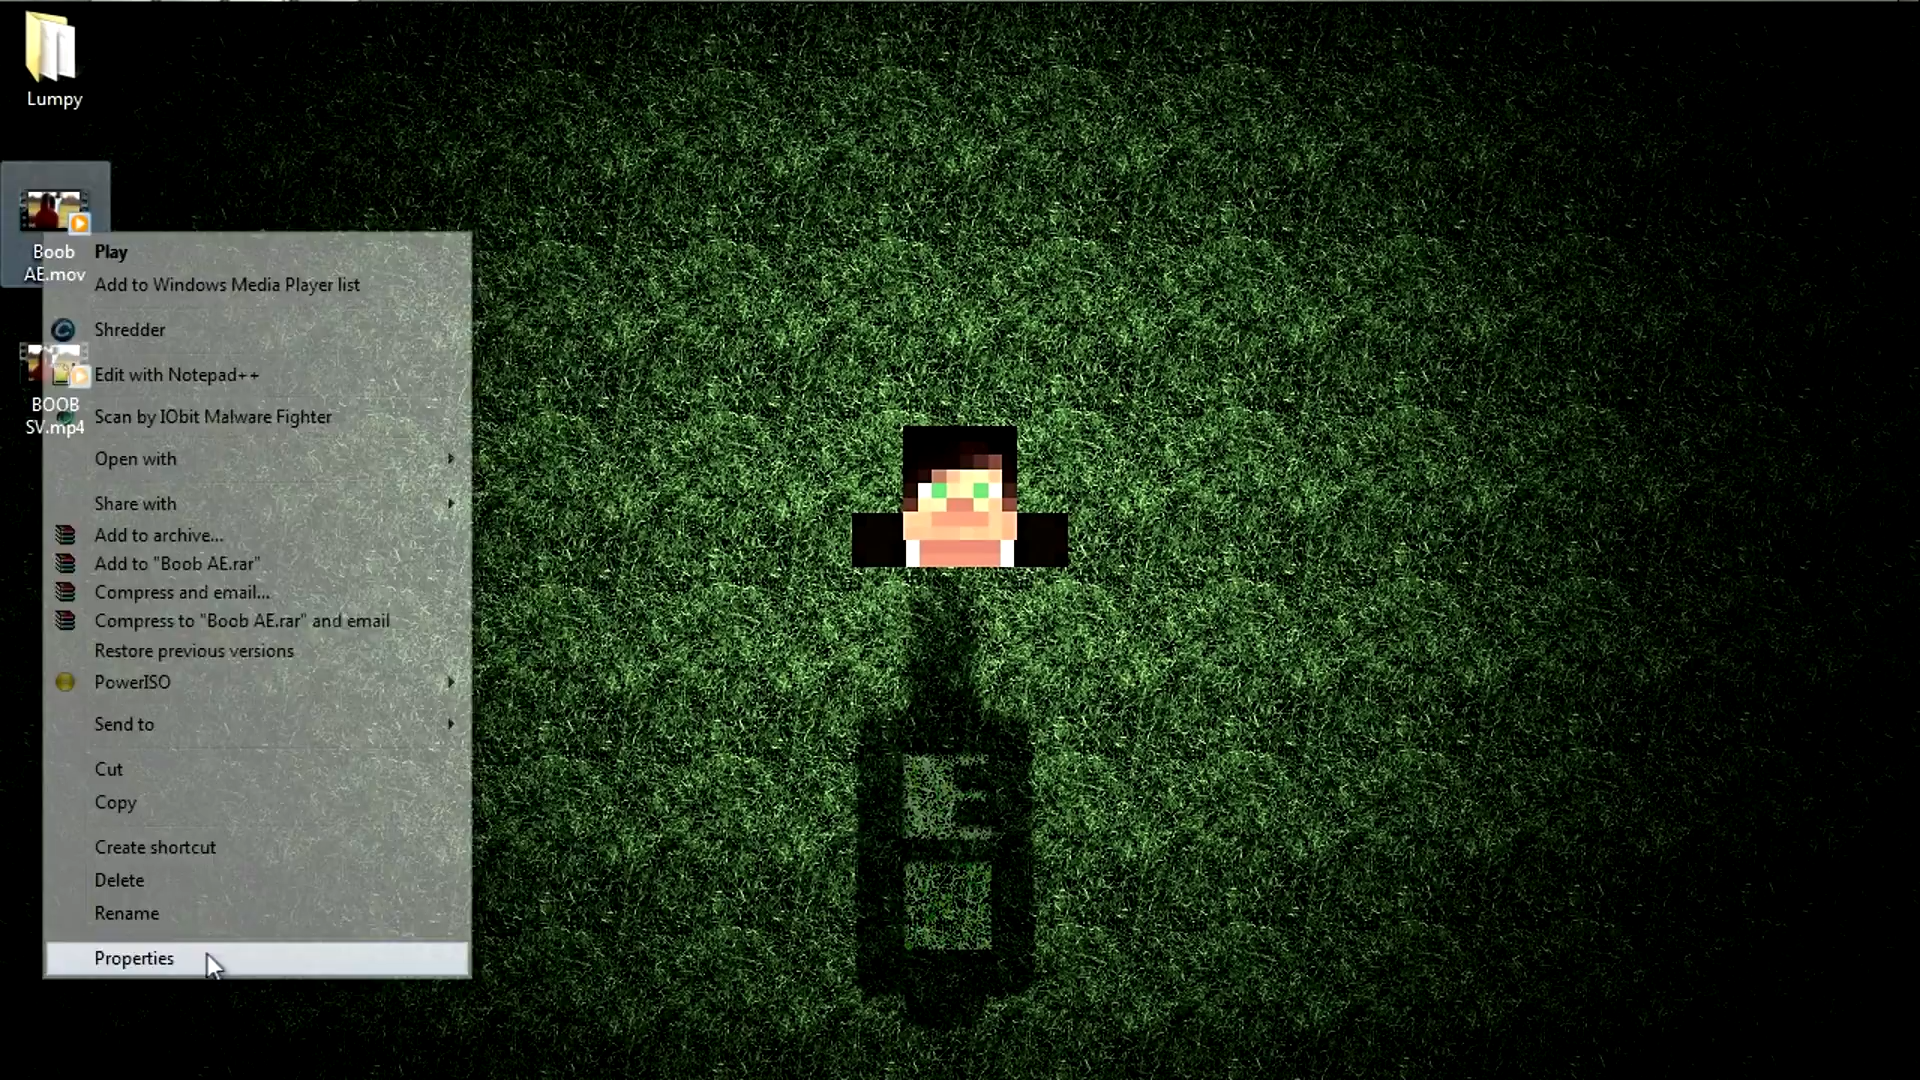 Lumpy
Boob
AE.mov
BOOB
SV.mp4
Play
Add to Windows Media Player list
Shredder
Edit with Notepad++
Scan by IObit Malware Fighter
Open with
Share with
Add to archive...
Add to "Boob AE.rar"
Compress and email...
Compress to "Boob AE.rar" and email
Restore previous versions
PowerISO
Send to
Cut
Copy
Create shortcut
Delete
Rename
Properties